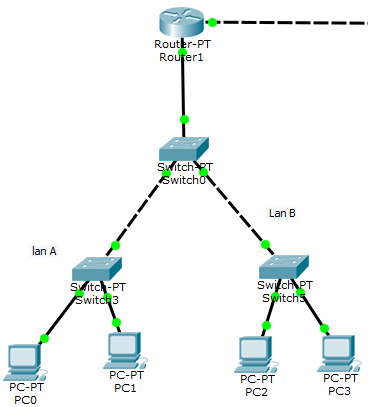 Router-PT
Router1
Switch-PT
Switch0
Lan B
lan A
Switch-PT
Switch3
Switch-PT
Switch5
PC-PT
PC0
PC-PT
PC1
PC-PT
PC2
PC-PT
PC3